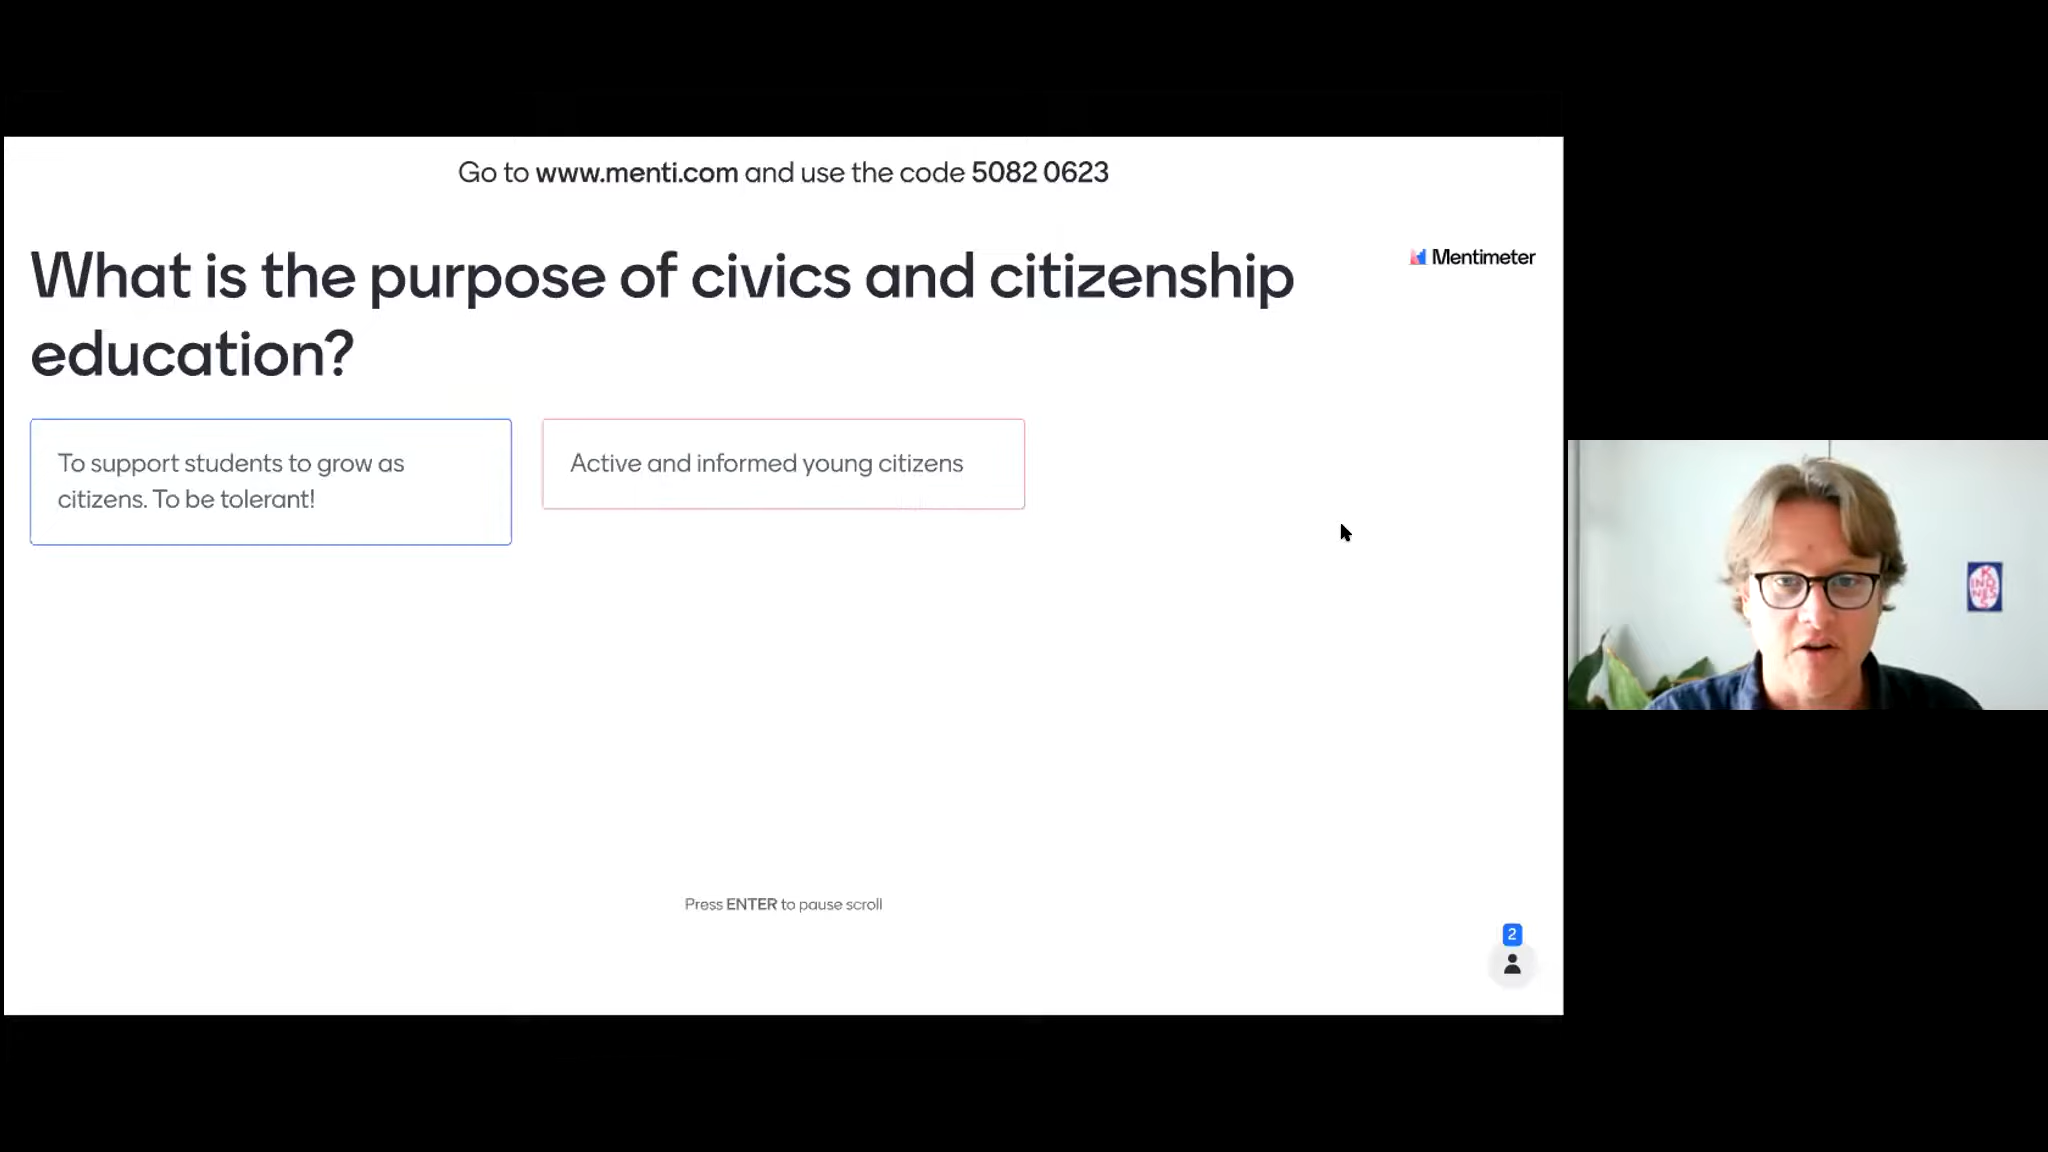 Go to www.menti.com and use the code 5082 0623
What is the purpose of civics and citizenship
education?
Mentimeter
To support students to grow as
citizens. To be tolerant!
Active and informed young citizens
K
IND
NES
S
Press ENTER to pause scroll
2